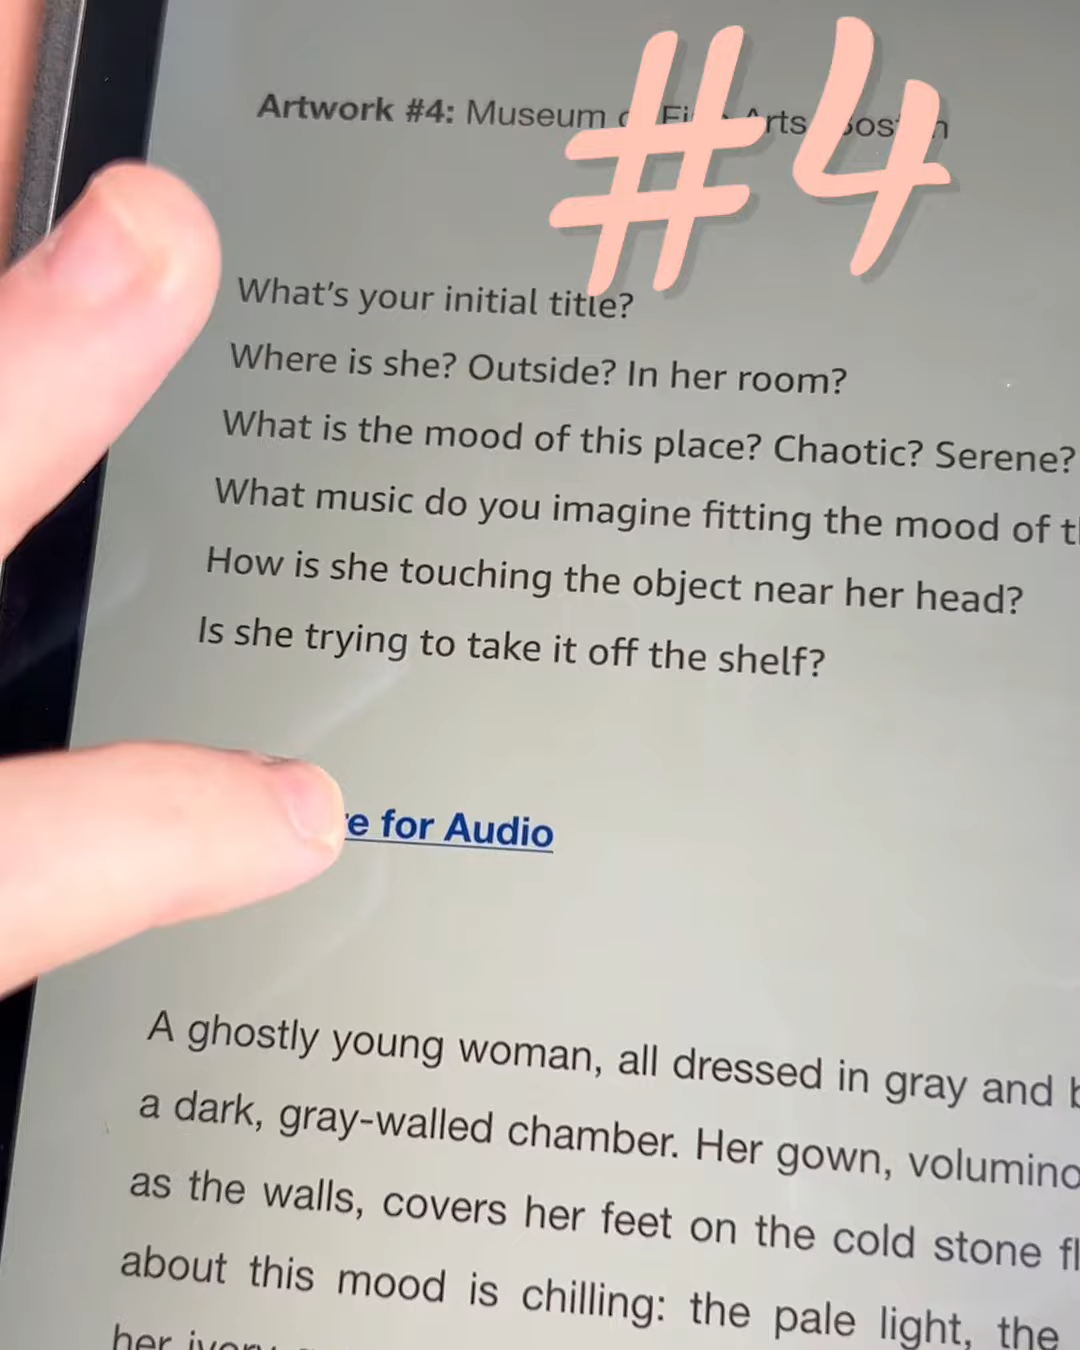 #4
Artwork #4: Museum
What's your initial title?
Where is she? Outside? In her room?
What is the mood of this place? Chaotic? Serene?
What music do you imagine fitting the mood of
How is she touching the object near her head?
Is she trying to take it off the shelf?
for Audio
A ghostly young woman, all dressed in gray and
a dark, gray-walled chamber. Her gown,
as the walls, covers her feet on the cold stone
about this mood is chilling: the pale light, the
her